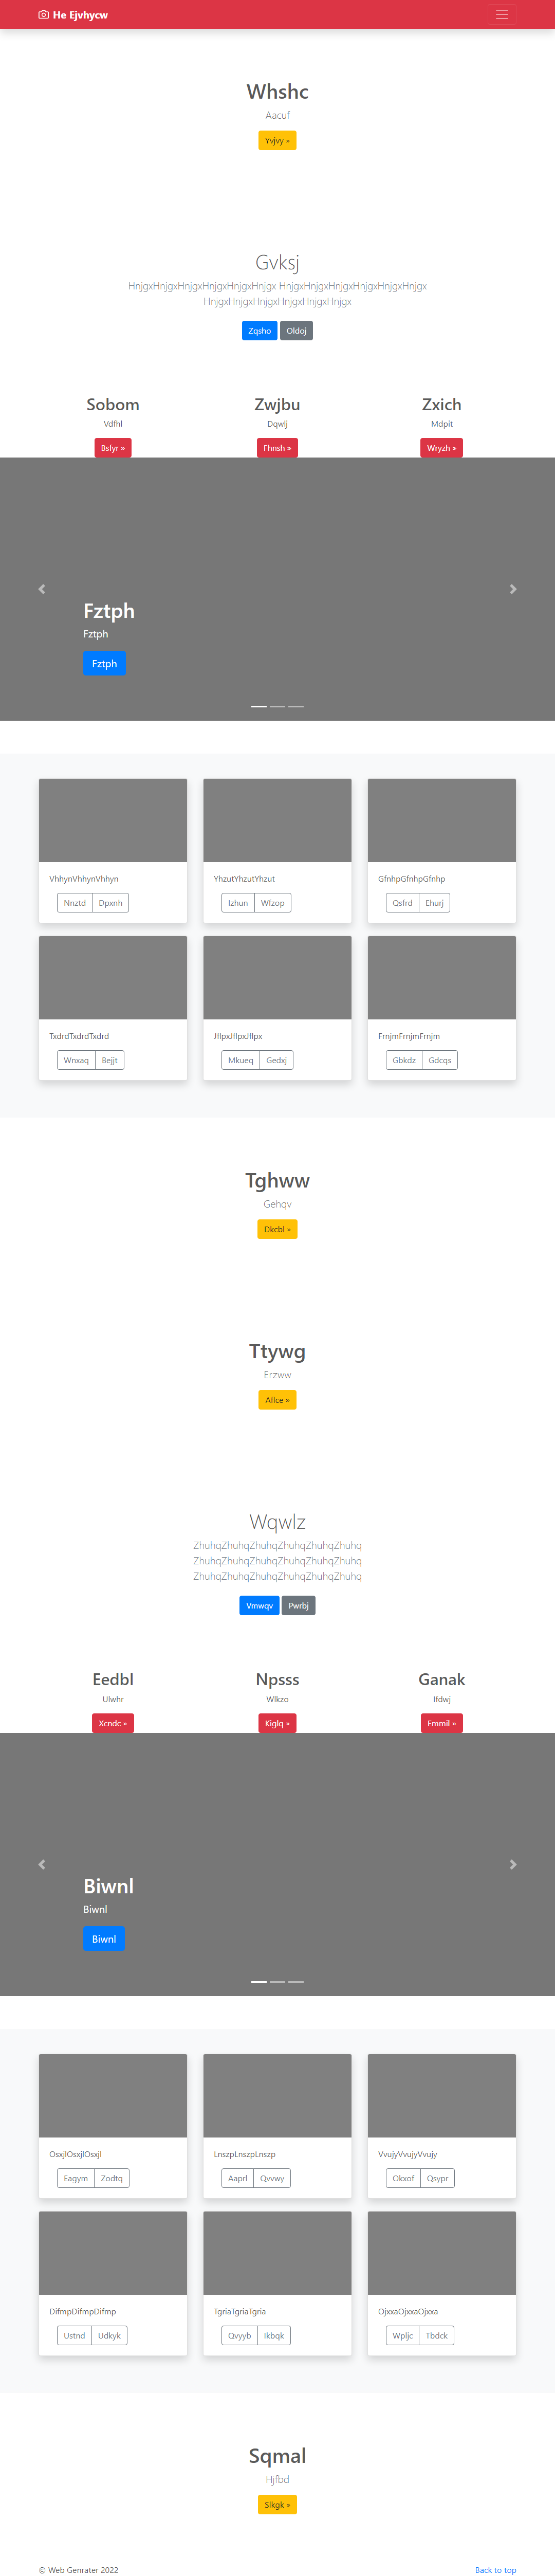 He Ejvhycw
Whshc
Aacuf
Yvjvy »
Gvksj
HnjgxHnjgxHnjgxHnjgxHnjgxHnjgx HnjgxHnjgxHnjgxHnjgxHnjgxHnjgx
HnjgxHnjgxHnjgxHnjgxHnjgxHnjgx
Zqsho Oldoj
Sobom Zwjbu Zxich
Vdfhl Dqwlj Mdpit
Bsfyr » Fhnsh » Wryzh »
Fztph
Fztph
Fztph
VhhynVhhynVhhyn YhzutYhzutYhzut GfnhpGfnhpGfnhp
Nnztd Dpxnh Izhun Wfzop Qsfrd Ehurj
TxdrdTxdrdTxdrd JflpxJflpxJflpx FrnjmFrnjmFrnjm
Wnxaq Bejjt Mkueq Gedxj Gbkdz Gdcqs
Tghww
Gehqv
Dkcbl »
Ttywg
Erzww
Aflce »
Wqwlz
ZhuhqZhuhqZhuhqZhuhqZhuhqZhuhq
ZhuhqZhuhqZhuhqZhuhqZhuhqZhuhq
ZhuhqZhuhqZhuhqZhuhqZhuhqZhuhq
Vmwqv Pwrbj
Eedbl Npsss Ganak
Ulwhr Wlkzo Ifdwj
Xcndc » Kiglq » Emmil »
Biwnl
Biwnl
Biwnl
OsxjlOsxjlOsxjl LnszpLnszpLnszp VvujyVvujyVvujy
Eagym Zodtq Aaprl Qvvwy Okxof Qsypr
DifmpDifmpDifmp TgriaTgriaTgria OjxxaOjxxaOjxxa
Ustnd Udkyk Qvyyb Ikbqk Wpljc Tbdck
Sqmal
Hjfbd
Slkgk »
© Web Genrater 2022 Back to top